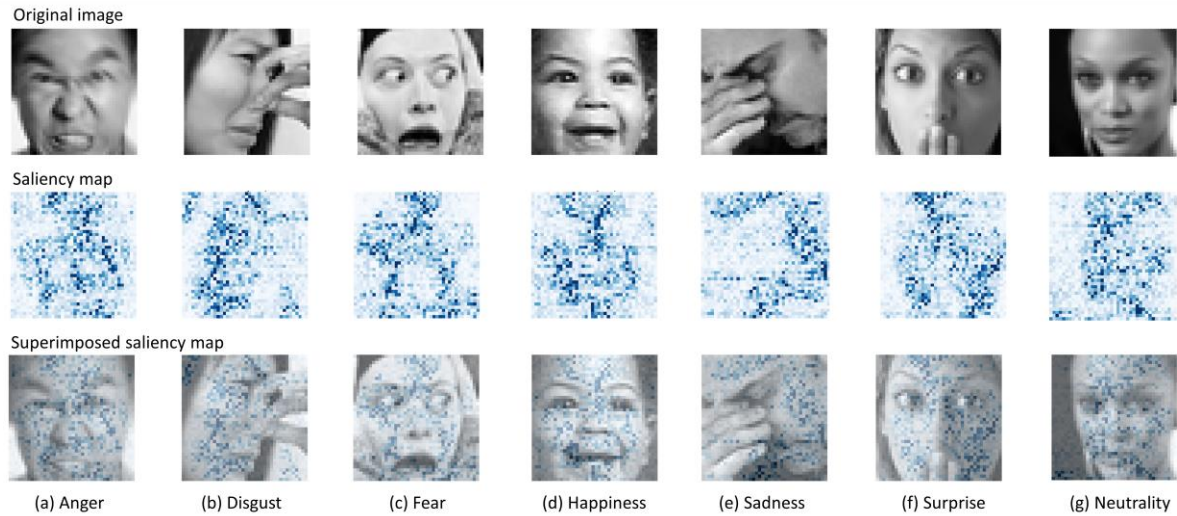 Original image
Saliency map
Superimposed saliency map
(a) Anger (b) Disgust (c) Fear (d) Happiness (e) Sadness (f) Surprise (g) Neutrality